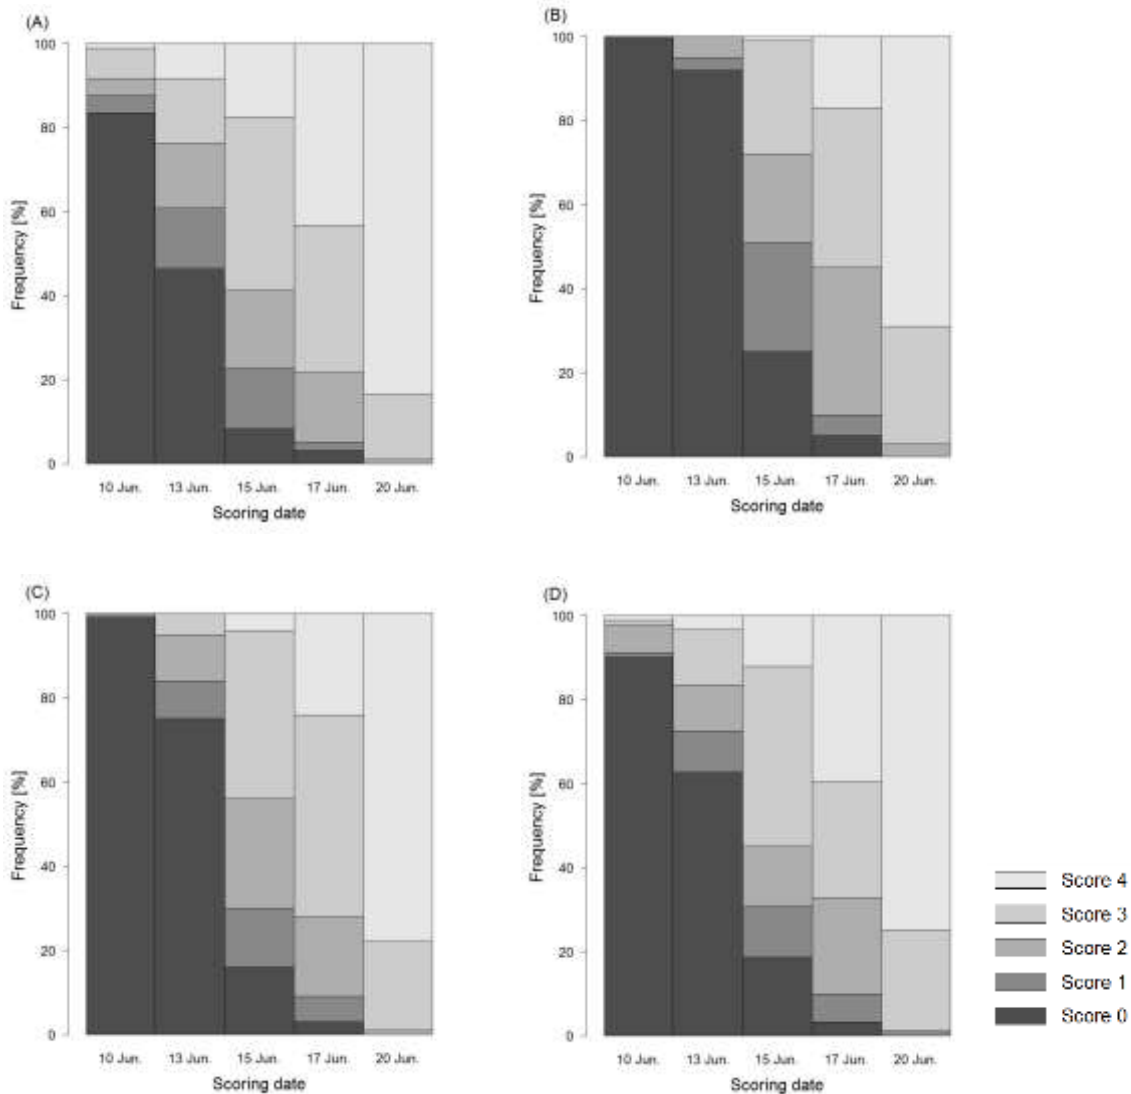 (A)
100
80
60
40
20
0
Frequency [%]
10 Jun. 13 Jun. 15 Jun. 17 Jun. 20 Jun.
Scoring date
(B)
100
80
60
40
20
0
Frequency [%]
10 Jun. 13 Jun. 15 Jun. 17 Jun. 20 Jun.
Scoring date
(C)
100
80
60
40
20
0
Frequency [%]
10 Jun. 13 Jun. 15 Jun. 17 Jun. 20 Jun.
Scoring date
(D)
100
80
60
40
20
0
Frequency [%]
10 Jun. 13 Jun. 15 Jun. 17 Jun. 20 Jun.
Scoring date
Score 4
Score 3
Score 2
Score 1
Score 0